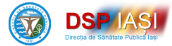 DSP IASI
Direcția de Sănătate Publică Iași